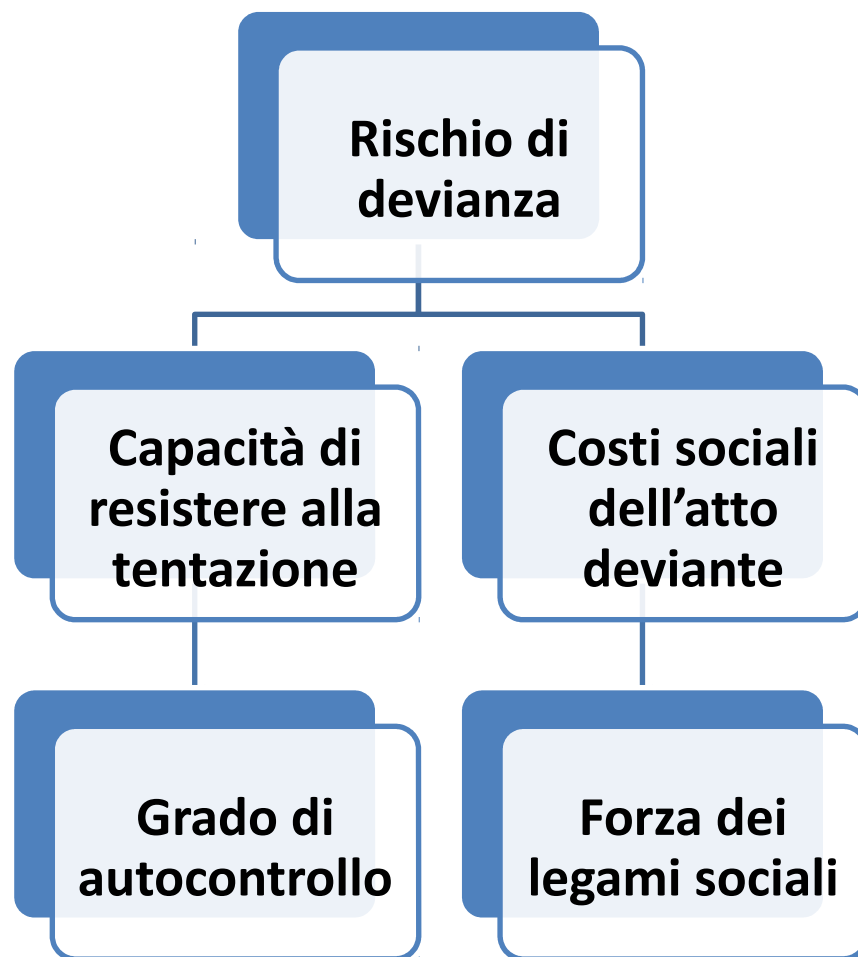 Rischio di
devianza
Capacità di
resistere alla
tentazione
Costi sociali
dell’atto
deviante
Grado di
autocontrollo
Forza dei
legami sociali